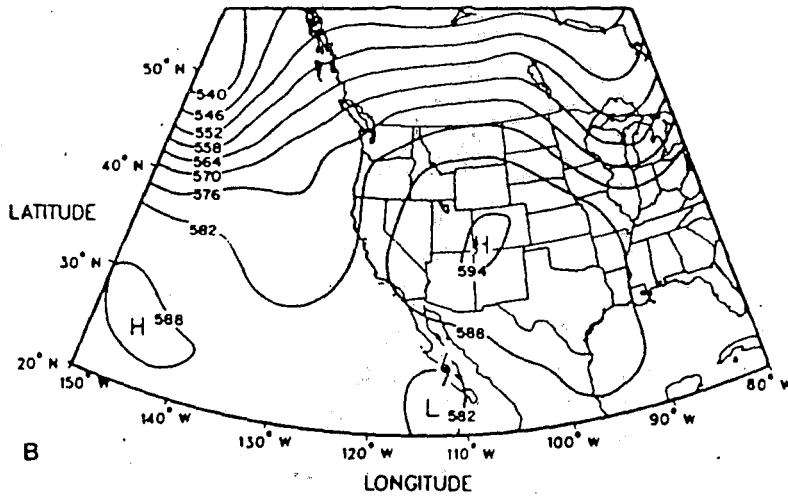 50° N
540
546
552
558
564
570
576
40° N
LATITUDE
582
H
594
30° N
H 588
588
20° N
L 582
150° W
140° W
130° W
120° W
110° W
100° W
90° W
80° W
B
LONGITUDE